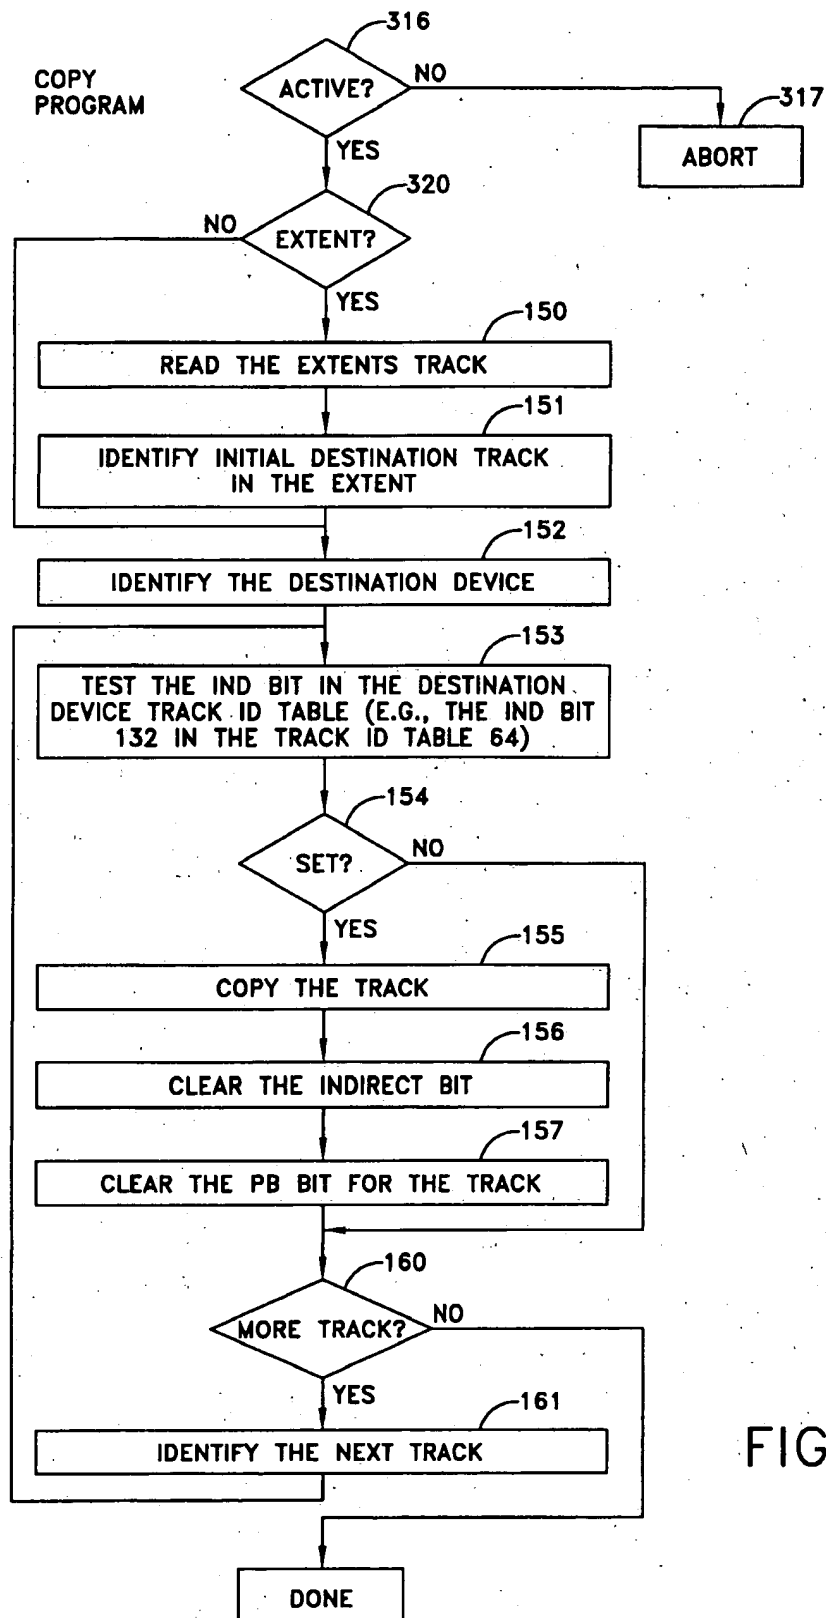 316
COPY
PROGRAM
ACTIVE?
NO
317
ABORT
YES
320
NO
EXTENT?
YES
150
READ THE EXTENTS TRACK
151
IDENTIFY INITIAL DESTINATION TRACK
IN THE EXTENT
152
IDENTIFY THE DESTINATION DEVICE
153
TEST THE IND BIT IN THE DESTINATION
DEVICE TRACK ID TABLE (E.G., THE IND BIT
132 IN THE TRACK ID TABLE 64)
154
SET?
NO
YES
155
COPY THE TRACK
156
CLEAR THE INDIRECT BIT
157
CLEAR THE PB BIT FOR THE TRACK
160
MORE TRACK?
NO
YES
161
IDENTIFY THE NEXT TRACK
FIG
DONE